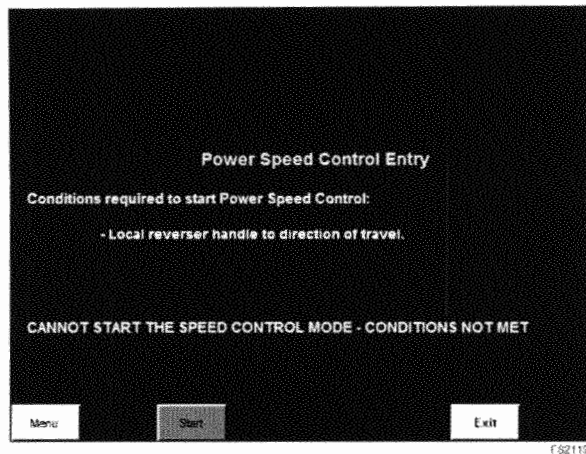 Power Speed Control Entry
Conditions required to start Power Speed Control:
- Local reverser handle to direction of travel.
CANNOT START THE SPEED CONTROL MODE - CONDITIONS NOT MET
Menu Start Exit